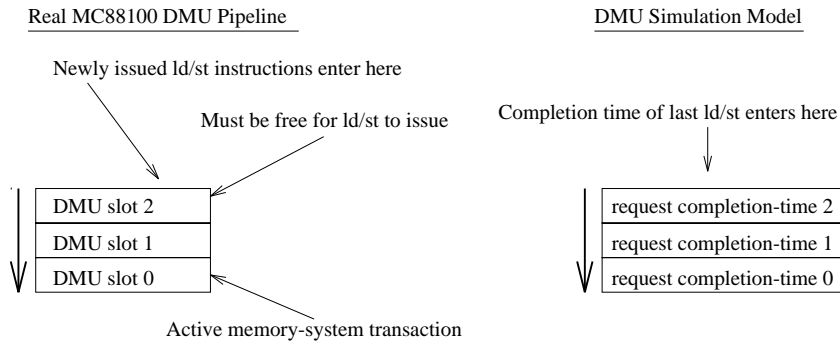 Real MC88100 DMU Pipeline
DMU Simulation Model
Newly issued ld/st instructions enter here
Must be free for ld/st to issue
Completion time of last ld/st enters here
DMU slot 2
DMU slot 1
DMU slot 0
request completion-time 2
request completion-time 1
request completion-time 0
Active memory-system transaction